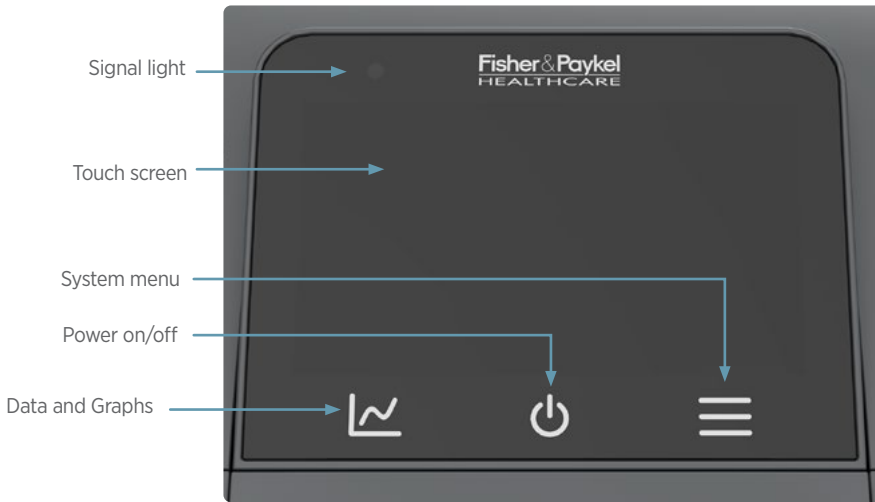 Signal light
Fisher&Paykel
HEALTHCARE
Touch screen
System menu
Power on/off
Data and Graphs